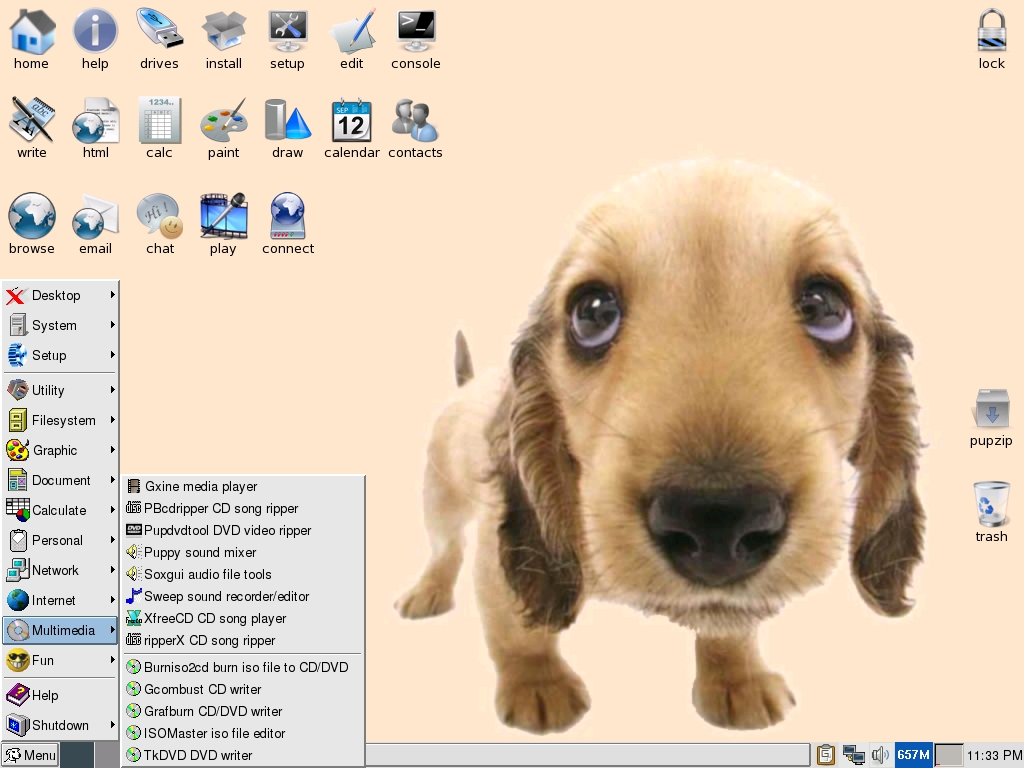 home help drives install setup edit console lock
1234..
abc
SEP
12
write html calc paint draw calendar contacts
Hi !
browse email chat play connect
Desktop
System
Setup
Utility
Filesystem
Graphic
Document
Calculate
Personal
Network
Internet
Multimedia
Fun
Help
Shutdown
Gxine media player
PBcdripper CD song ripper
Pupdvdtool DVD video ripper
Puppy sound mixer
Soxgui audio file tools
Sweep sound recorder/editor
XfreeCD CD song player
ripperX CD song ripper
Burniso2cd burn iso file to CD/DVD
Gcombust CD writer
Grafburn CD/DVD writer
ISOMaster iso file editor
TkDVD DVD writer
pupzip
trash
Menu 657M 11:33 PM